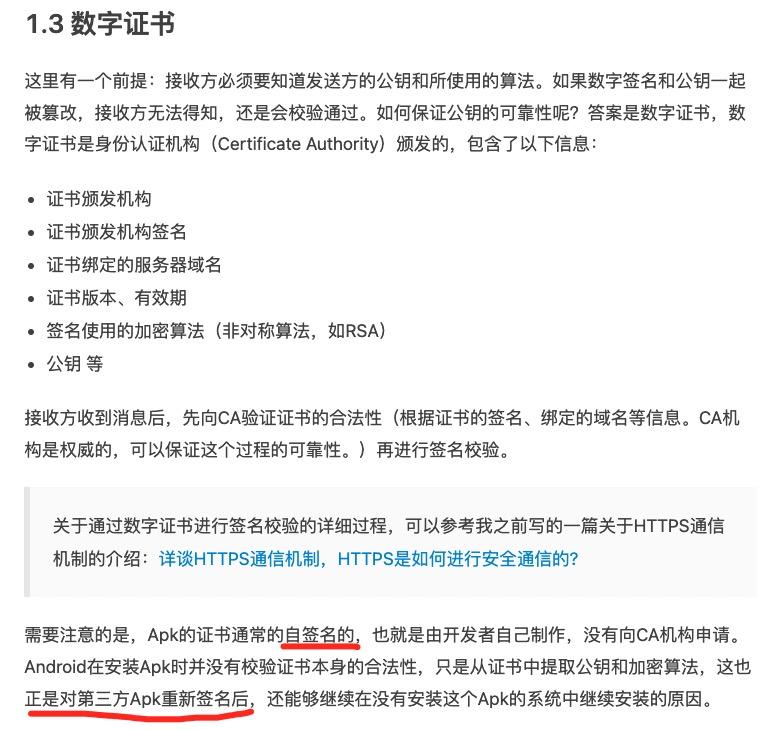 1.3 数字证书
这里有一个前提：接收方必须要知道发送方的公钥和所使用的算法。如果数字签名和公钥一起
被篡改，接收方无法得知，还是会校验通过。如何保证公钥的可靠性呢？答案是数字证书，数
字证书是身份认证机构（Certificate Authority）颁发的，包含了以下信息：
• 证书颁发机构
• 证书颁发机构签名
• 证书绑定的服务器域名
• 证书版本、有效期
• 签名使用的加密算法（非对称算法，如RSA）
• 公钥 等
接收方收到消息后，先向CA验证证书的合法性（根据证书的签名、绑定的域名等信息。CA机
构是权威的，可以保证这个过程的可靠性。）再进行签名校验。
关于通过数字证书进行签名校验的详细过程，可以参考我之前写的一篇关于HTTPS通信
机制的介绍：详谈HTTPS通信机制，HTTPS是如何进行安全通信的?
需要注意的是，Apk的证书通常的自签名的，也就是由开发者自己制作，没有向CA机构申请。
Android在安装Apk时并没有校验证书本身的合法性，只是从证书中提取公钥和加密算法，这也
正是对第三方Apk重新签名后，还能够继续在没有安装这个Apk的系统中继续安装的原因。